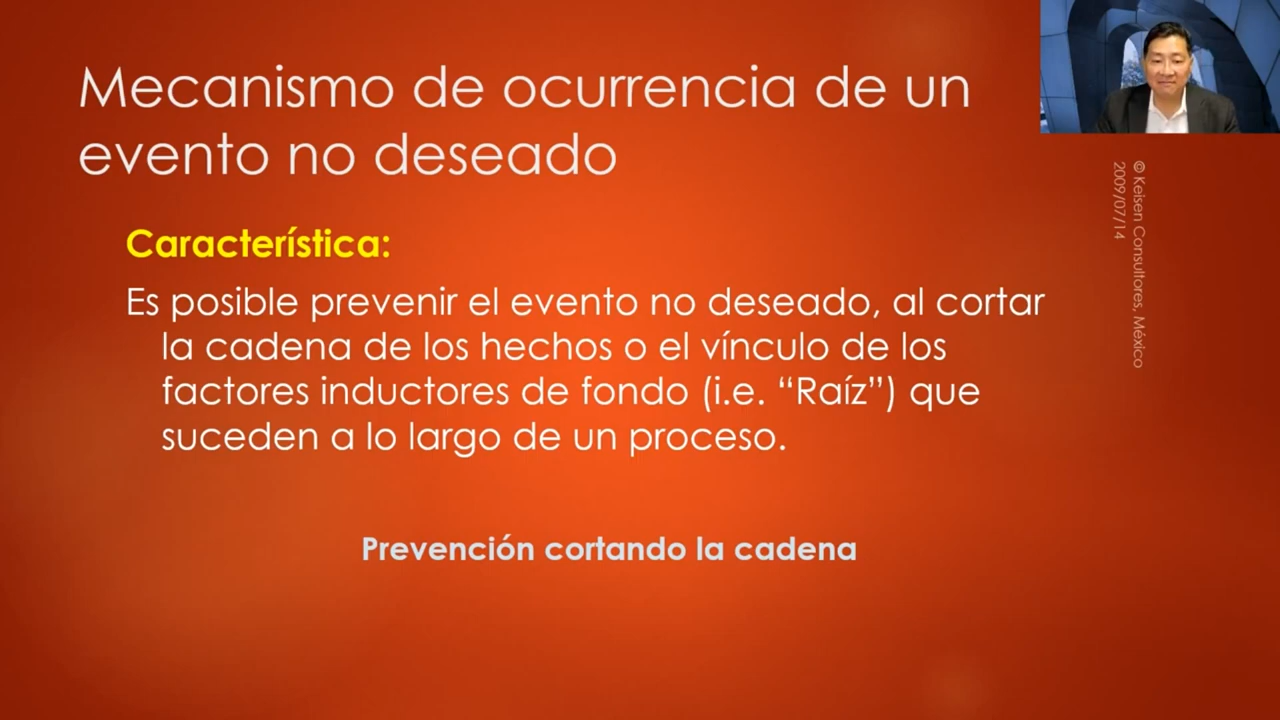 Mecanismo de ocurrencia de un
evento no deseado
Característica:
Es posible prevenir el evento no deseado, al cortar
la cadena de los hechos o el vínculo de los
factores inductores de fondo (i.e. “Raíz”) que
suceden a lo largo de un proceso.
Prevención cortando la cadena
© Keisen Consultores, México
2009/07/14